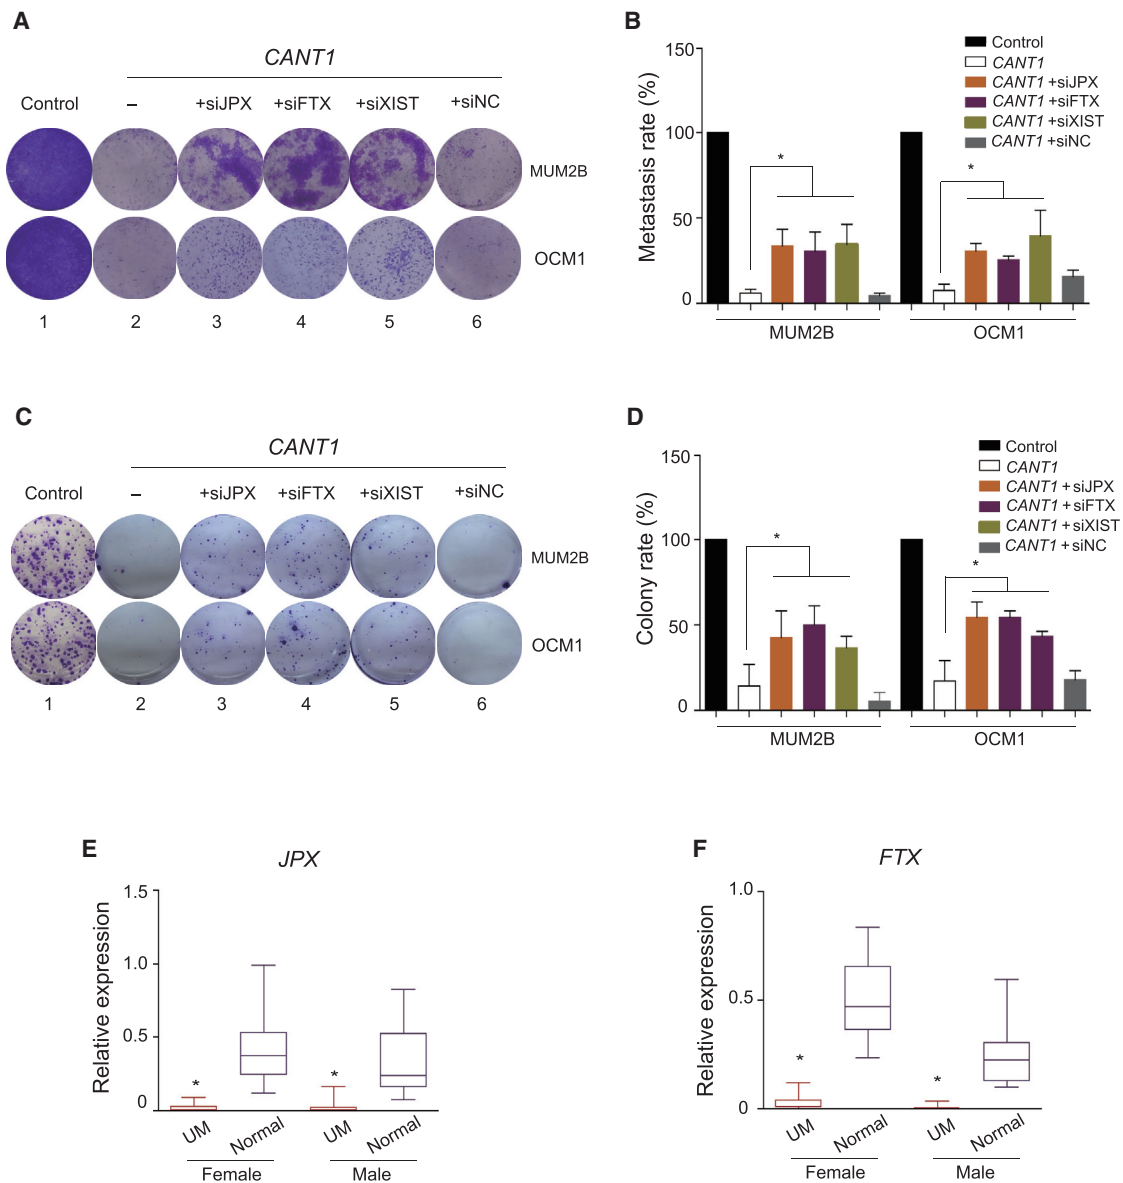 A
CANT1
Control – +siJPX +siFTX +siXIST +siNC
MUM2B
OCM1
1 2 3 4 5 6
B
Control
CANT1
CANT1 +siJPX
CANT1 +siFTX
CANT1 +siXIST
CANT1 +siNC
Metastasis rate (%)
150
100
50
0
* *
MUM2B OCM1
C
CANT1
Control – +siJPX +siFTX +siXIST +siNC
MUM2B
OCM1
1 2 3 4 5 6
D
Control
CANT1
CANT1 +siJPX
CANT1 +siFTX
CANT1 +siXIST
CANT1 +siNC
Colony rate (%)
150
100
50
0
* *
MUM2B OCM1
E
JPX
Relative expression
1.5
1.0
0.5
0
* *
UM Normal UM Normal
Female Male
F
FTX
Relative expression
1.0
0.5
0
* *
UM Normal UM Normal
Female Male